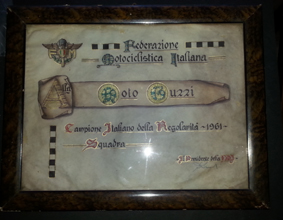 Federazione
Motociclistica Italiana
Moto Guzzi
Campione Italiano della Regolarità -1961-
Squadra